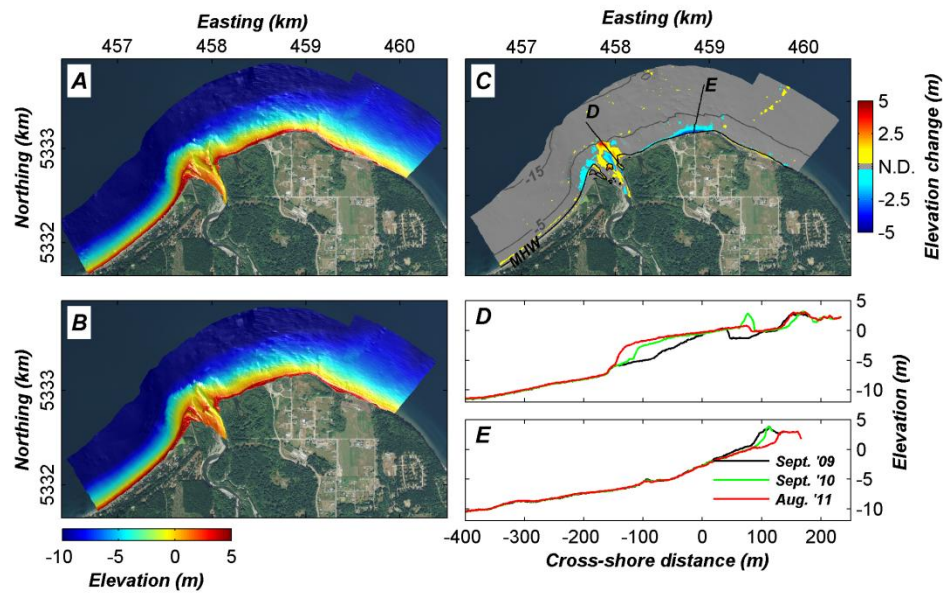 Easting (km)
457 458 459 460
Easting (km)
457 458 459 460
A
Northing (km)
5333
5332
C
D
E
-15
-5
MHW
5
2.5
N.D.
-2.5
-5
Elevation change (m)
B
Northing (km)
5333
5332
-10 -5 0 5
Elevation (m)
D
5
0
-5
-10
E
5
0
-5
-10
Elevation (m)
Sept. '09
Sept. '10
Aug. '11
-400 -300 -200 -100 0 100 200
Cross-shore distance (m)